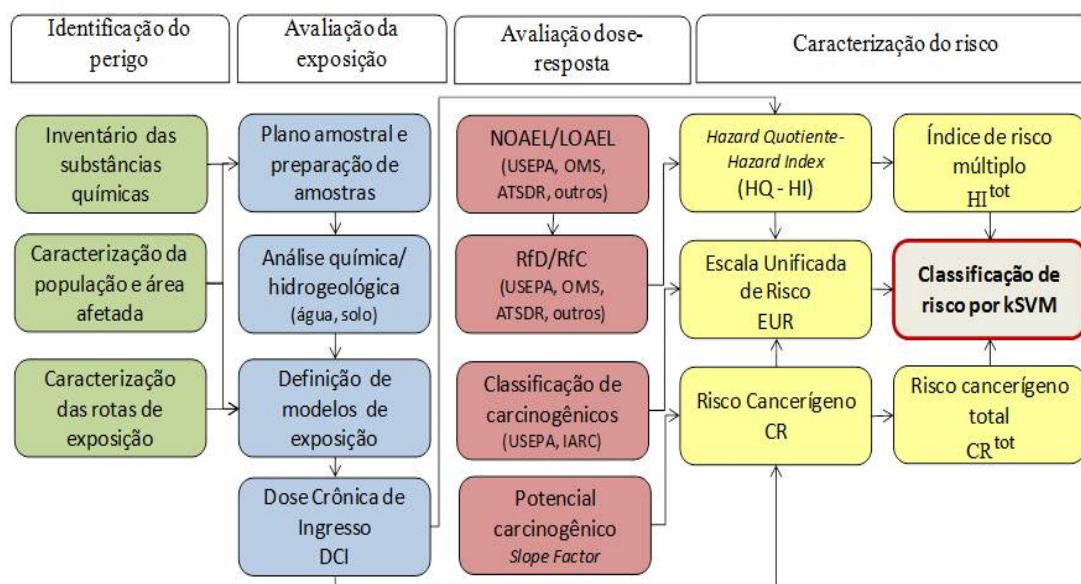 Identificação do
perigo
Avaliação da
exposição
Avaliação dose-
resposta
Caracterização do risco
Inventário das
substâncias
químicas
Caracterização da
população e área
afetada
Caracterização
das rotas de
exposição
Plano amostral e
preparação de
amostras
Análise química/
hidrogeológica
(água, solo)
Definição de
modelos de
exposição
Dose Crônica de
Ingresso
DCI
NOAEL/LOAEL
(USEPA, OMS,
ATSDR, outros)
RfD/RfC
(USEPA, OMS,
ATSDR, outros)
Classificação de
carcinogênicos
(USEPA, IARC)
Potencial
carcinogênico
Slope Factor
Hazard Quotiente-
Hazard Index
(HQ - HI)
Escala Unificada
de Risco
EUR
Risco Cancerígeno
CR
Índice de risco
múltiplo
HI^tot
Classificação de
risco por kSVM
Risco cancerígeno
total
CR^tot